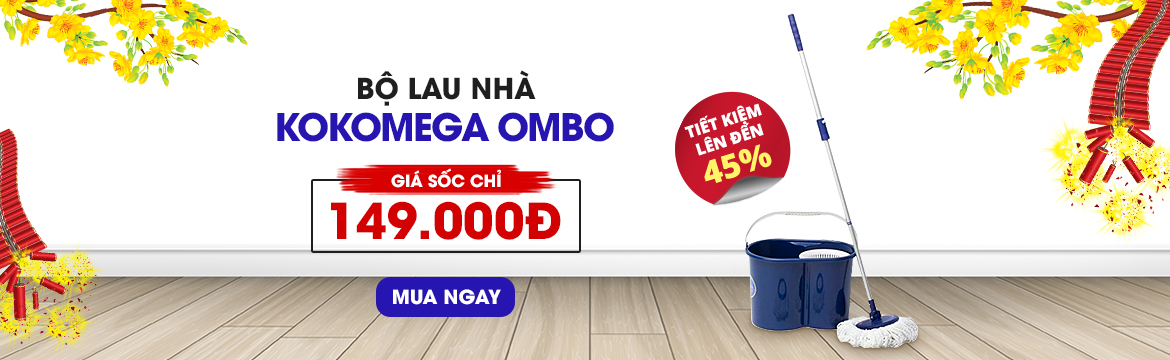 BỘ LAU NHÀ
KOKOMEGA OMBO
GIÁ SỐC CHỈ
149.000Đ
MUA NGAY
TIẾT KIỆM
LÊN ĐẾN
45%